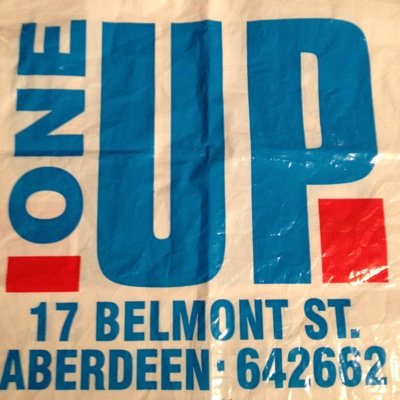 ONE UP
17 BELMONT ST.
ABERDEEN · 642662